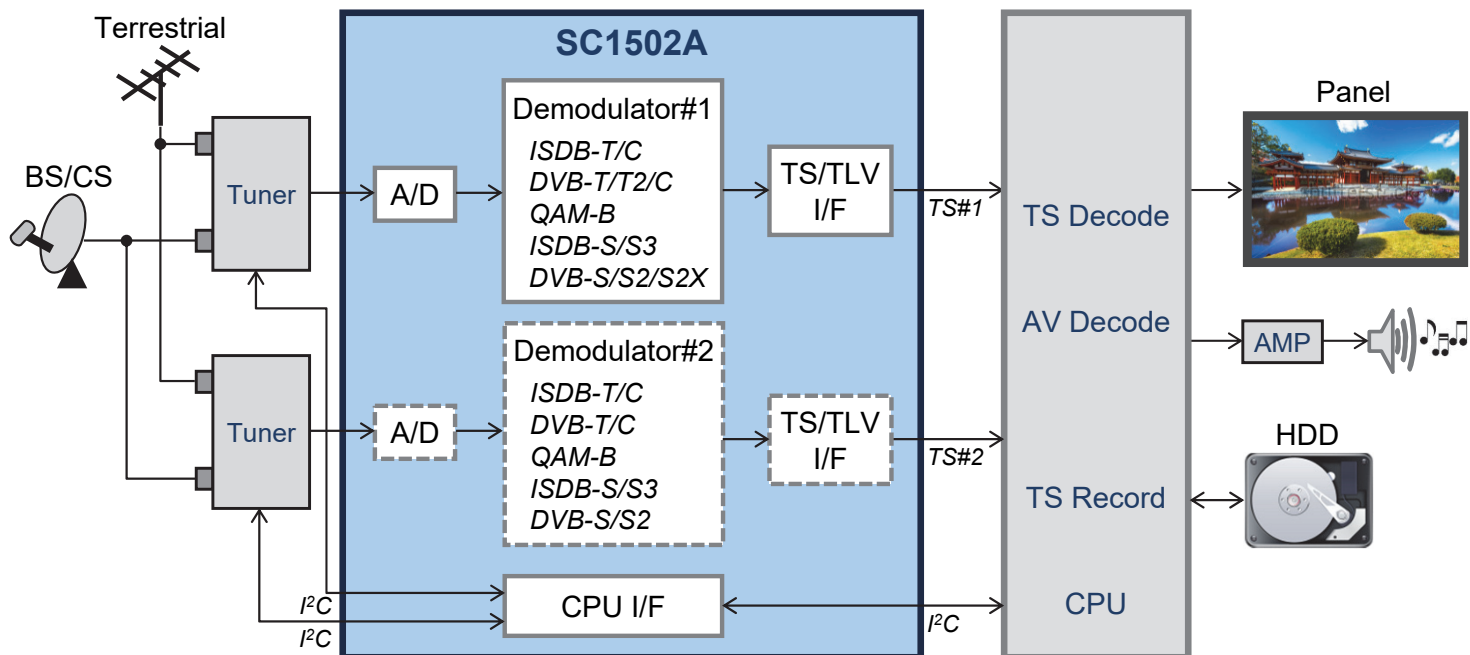 SC1502A
Terrestrial
BS/CS
Tuner
A/D
Demodulator#1
ISDB-T/C
DVB-T/T2/C
QAM-B
ISDB-S/S3
DVB-S/S2/S2X
TS/TLV
I/F
TS#1
Tuner
A/D
Demodulator#2
ISDB-T/C
DVB-T/C
QAM-B
ISDB-S/S3
DVB-S/S2
TS/TLV
I/F
TS#2
I²C
I²C
CPU I/F
I²C
TS Decode
AV Decode
TS Record
CPU
Panel
AMP
HDD